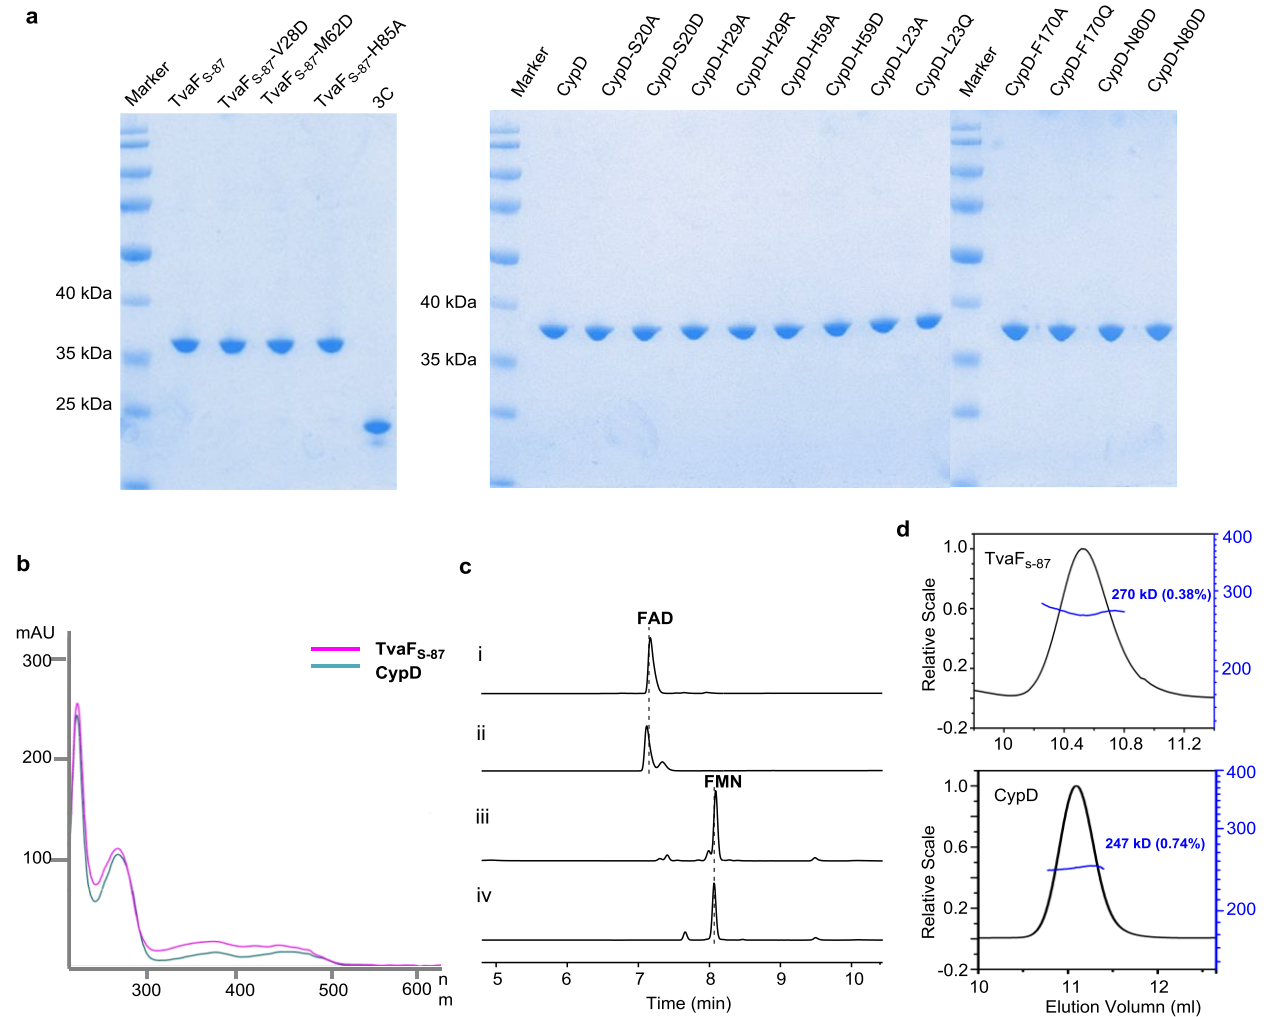 a
Marker
TvaFS-87
TvaFS-87-V28D
TvaFS-87-M62D
TvaFS-87-H85A
3C
40 kDa
35 kDa
25 kDa
Marker
CypD
CypD-S20A
CypD-S20D
CypD-H29A
CypD-H29R
CypD-H59A
CypD-H59D
CypD-L23A
CypD-L23Q
Marker
CypD-F170A
CypD-F170Q
CypD-N80D
CypD-N80D
40 kDa
35 kDa
b
mAU
300
200
100
TvaFS-87
CypD
300 400 500 600 n
m
c
FAD
i
ii
FMN
iii
iv
5 6 7 8 9 10
Time (min)
d
TvaFs-87
270 kD (0.38%)
Relative Scale
1.0
0.6
0.2
-0.2
400
300
200
10 10.4 10.8 11.2
CypD
247 kD (0.74%)
Relative Scale
1.0
0.6
0.2
-0.2
400
300
200
10 11 12
Elution Volumn (ml)